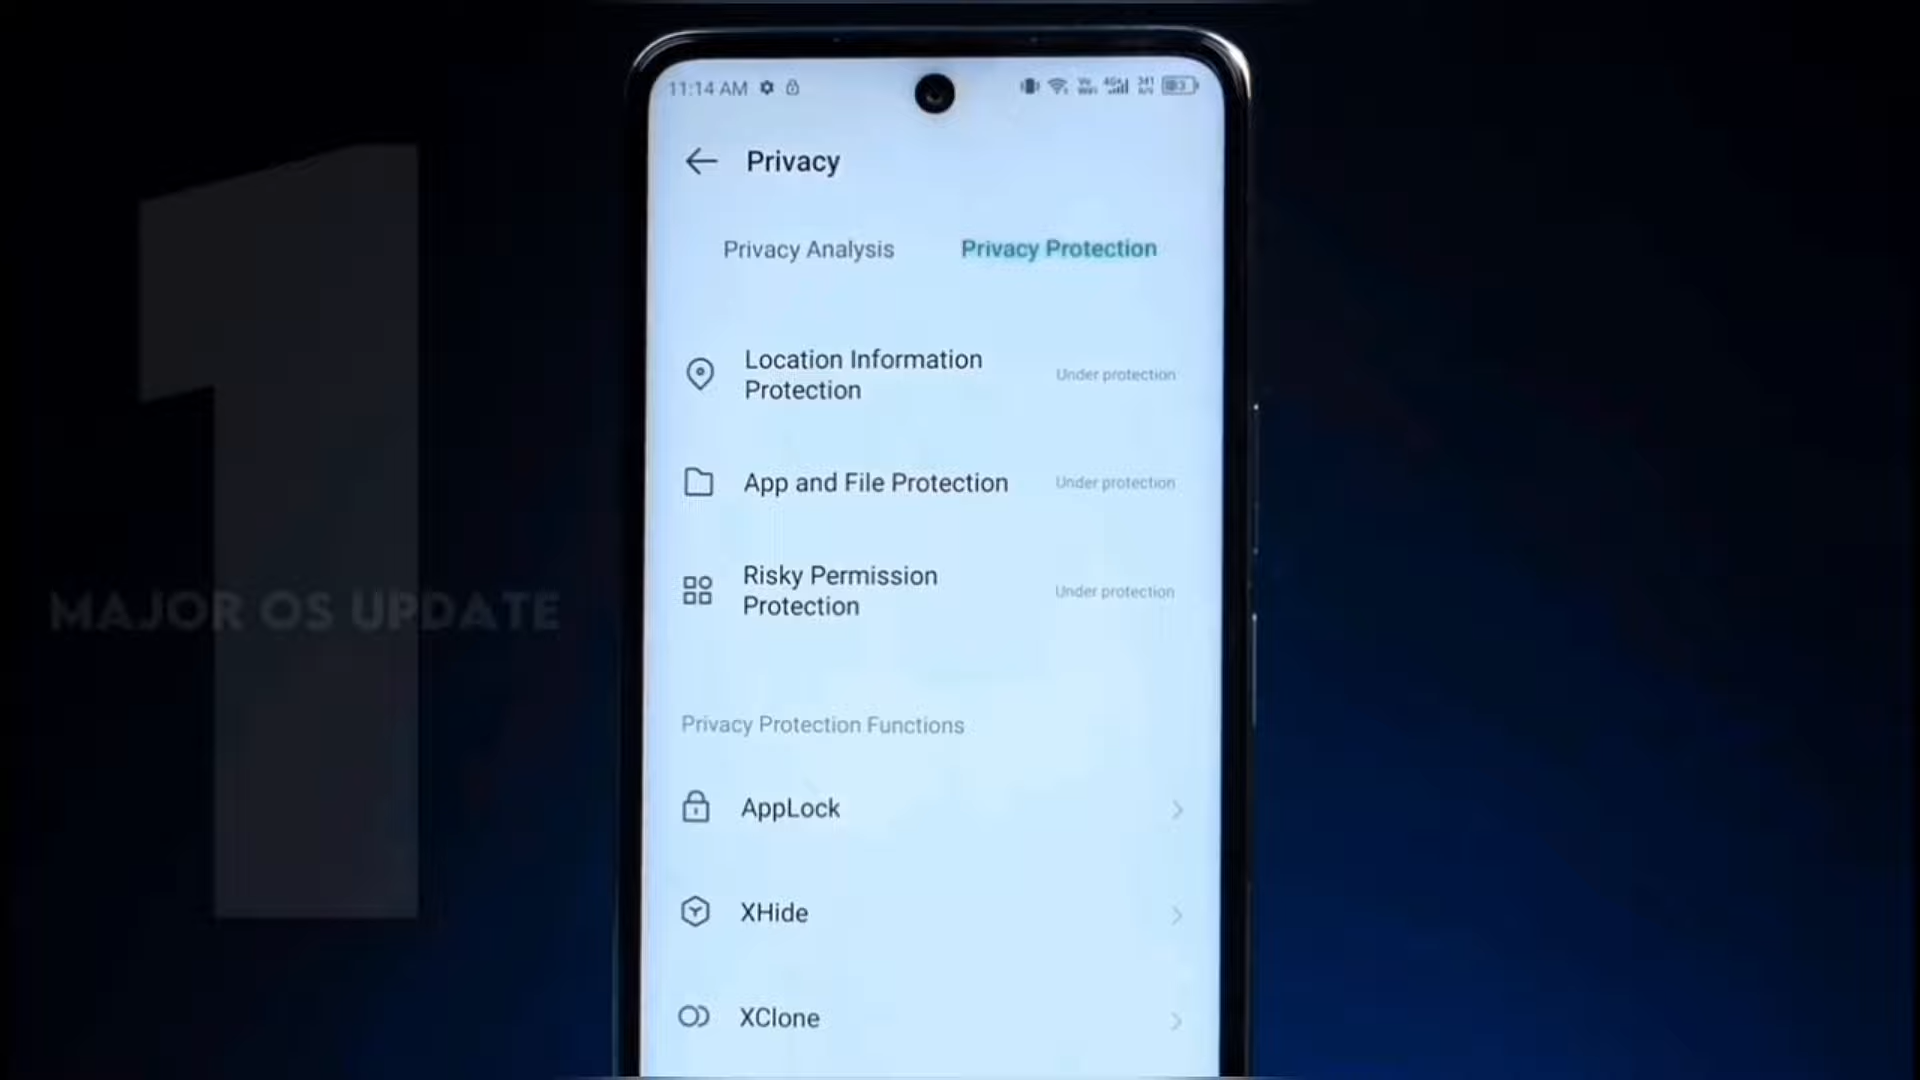 11:14 AM
Privacy
Privacy Analysis
Privacy Protection
Location Information
Protection
Under protection
App and File Protection
Under protection
Risky Permission
Protection
Under protection
Privacy Protection Functions
AppLock
XHide
XClone
1
MAJOR OS UPDATE